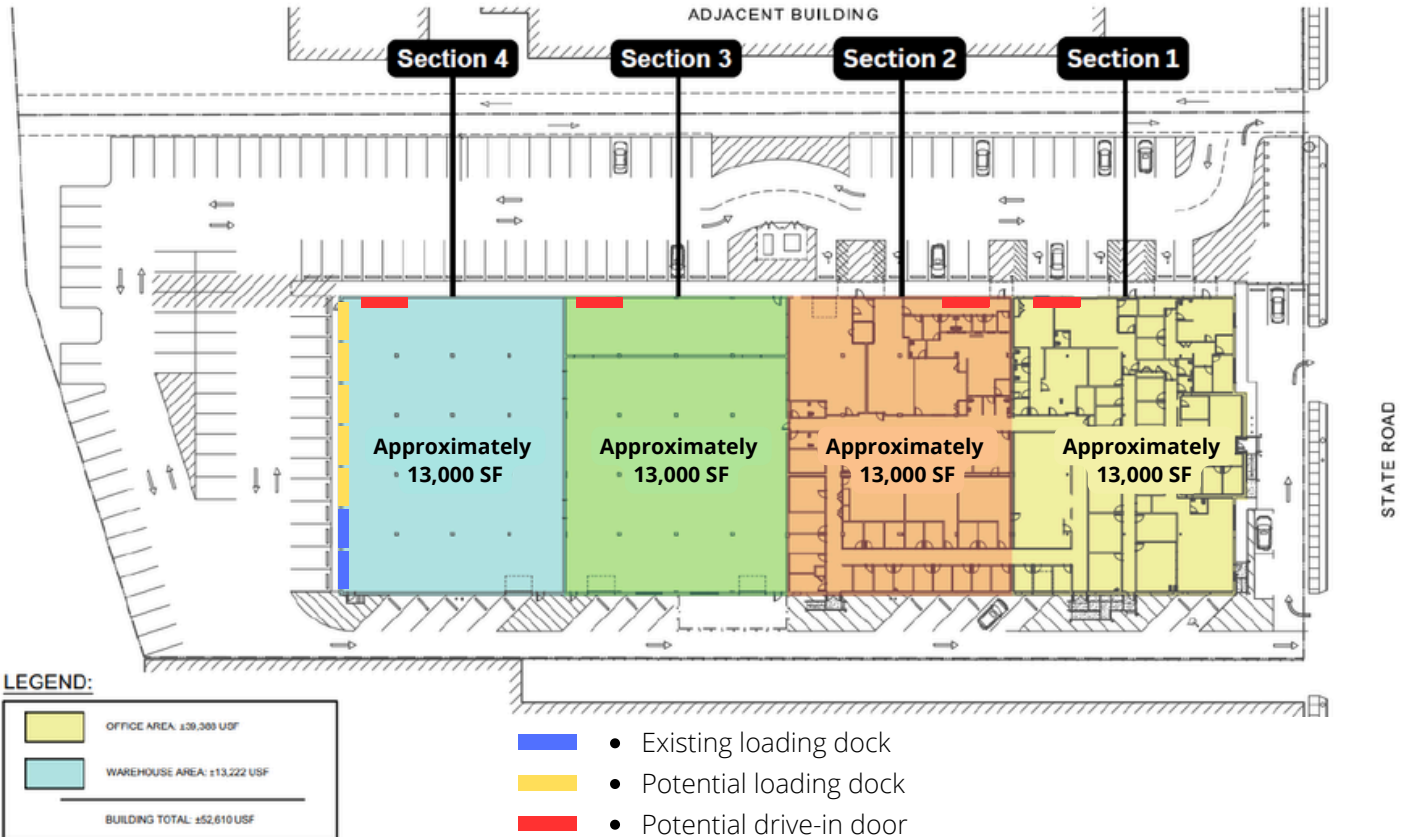 ADJACENT BUILDING
Section 4
Section 3
Section 2
Section 1
Approximately
13,000 SF
Approximately
13,000 SF
Approximately
13,000 SF
Approximately
13,000 SF
STATE ROAD
LEGEND:
OFFICE AREA: ±39,388 USF
WAREHOUSE AREA: ±13,222 USF
BUILDING TOTAL: ±52,610 USF
• Existing loading dock
• Potential loading dock
• Potential drive-in door